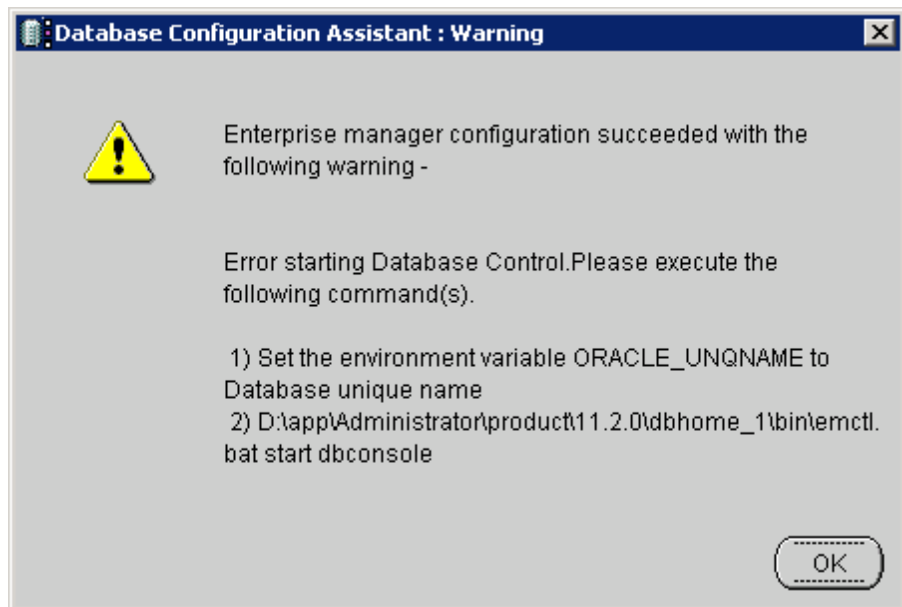 Database Configuration Assistant : Warning
Enterprise manager configuration succeeded with the
following warning -
Error starting Database Control.Please execute the
following command(s).
1) Set the environment variable ORACLE_UNQNAME to
Database unique name
2) D:\app\Administrator\product\11.2.0\dbhome_1\bin\emctl.
bat start dbconsole
OK